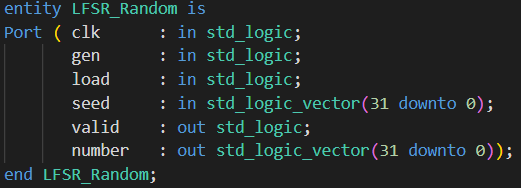 entity LFSR_Random is
Port ( clk     : in std_logic;
       gen     : in std_logic;
       load    : in std_logic;
       seed    : in std_logic_vector(31 downto 0);
       valid   : out std_logic;
       number  : out std_logic_vector(31 downto 0));
end LFSR_Random;